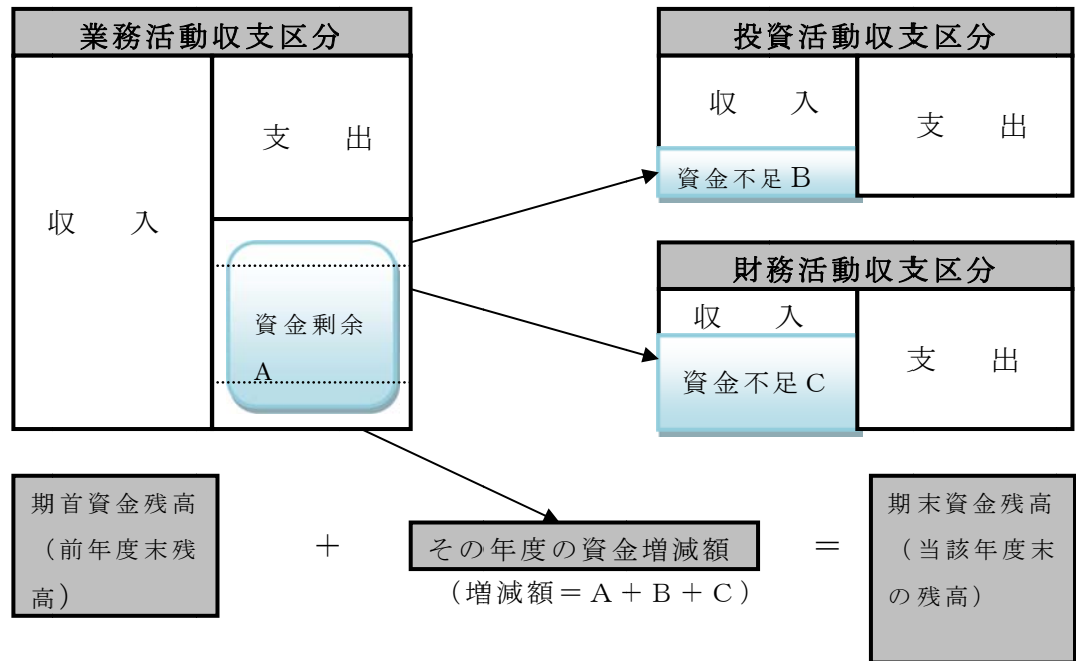 業務活動収支区分
収　入
支　出
資金剰余
A
投資活動収支区分
収　入
資金不足B
支　出
財務活動収支区分
収　入
資金不足C
支　出
期首資金残高
（前年度末残
高）
＋
その年度の資金増減額
（増減額＝A＋B＋C）
＝
期末資金残高
（当該年度末
の残高）